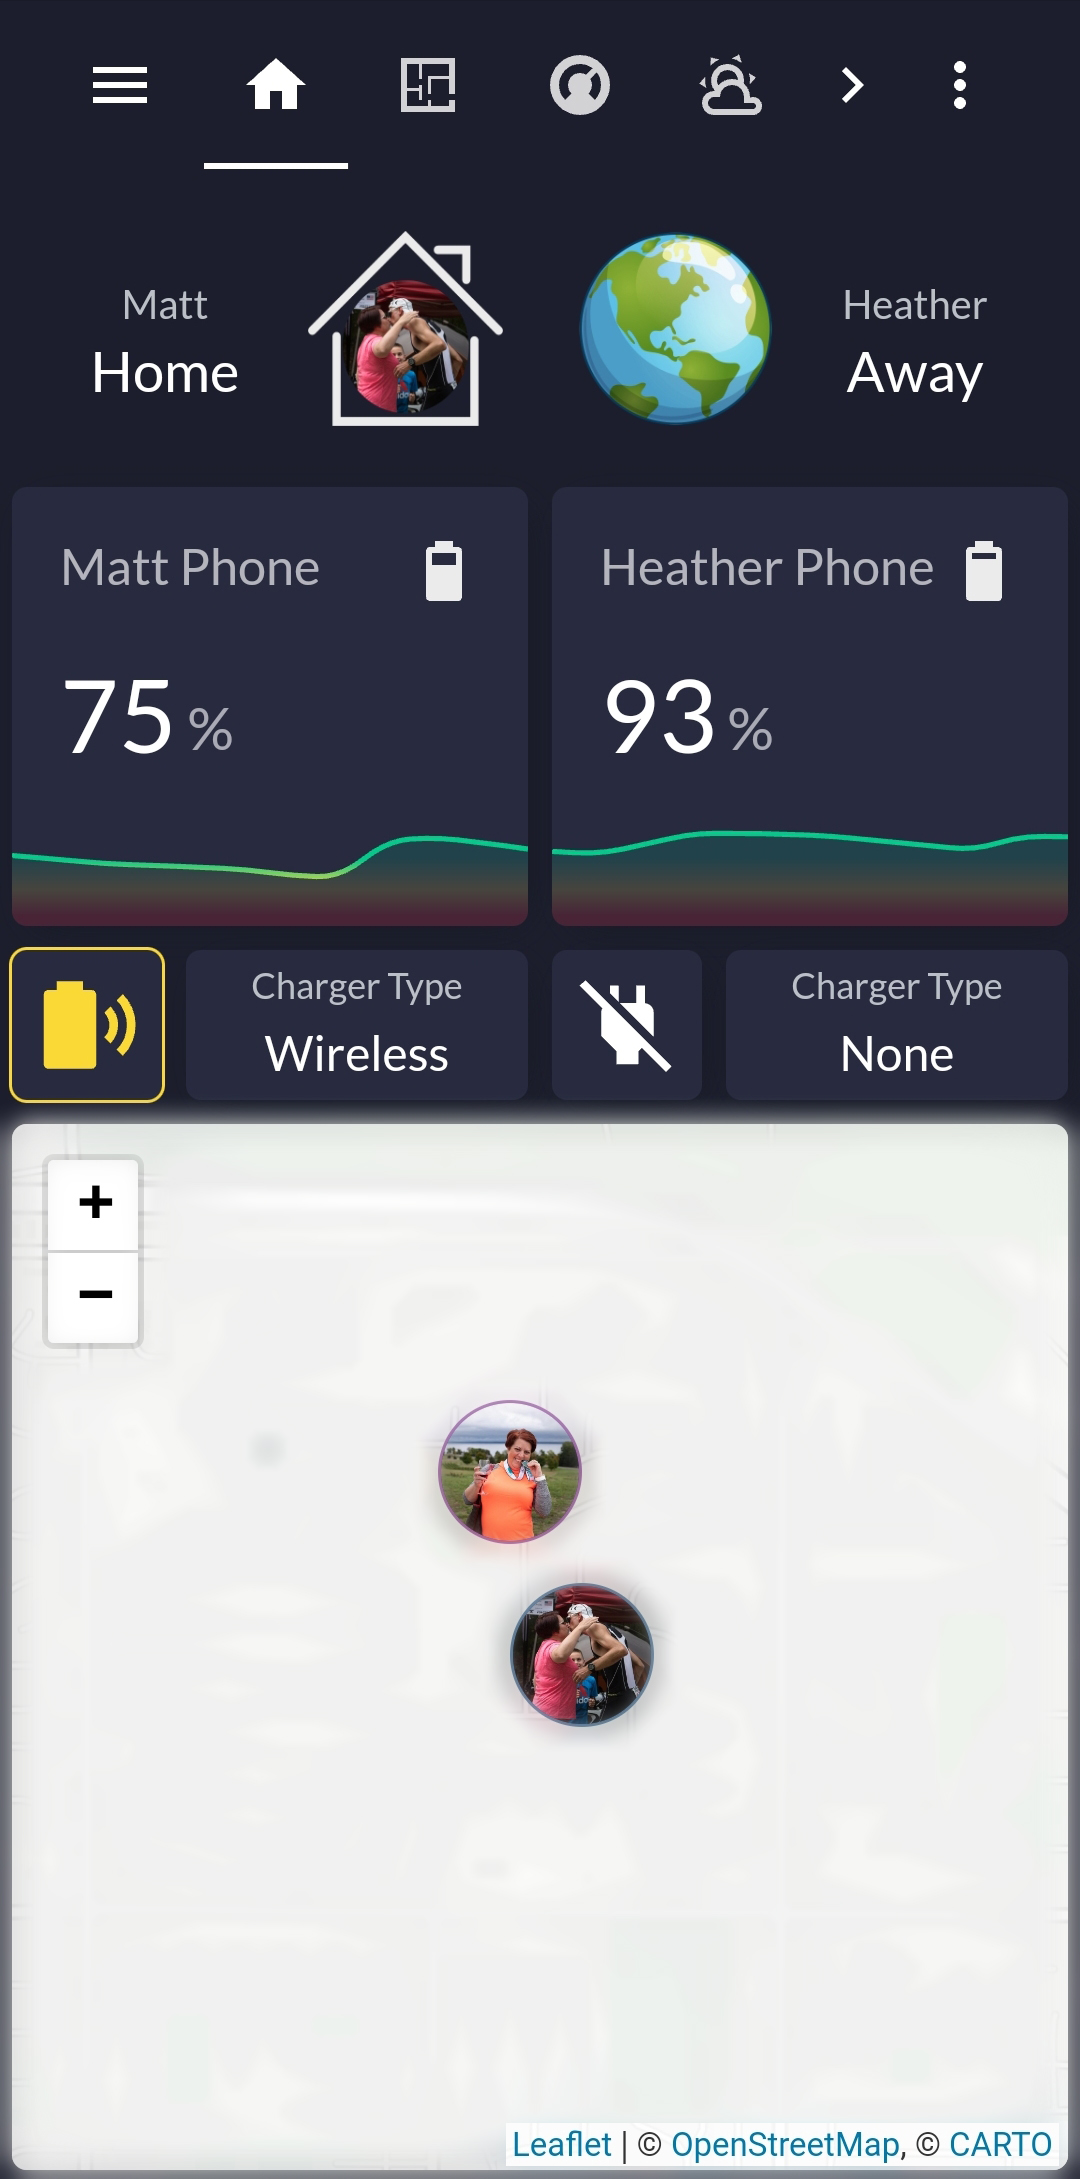 Matt
Home
Heather
Away
Matt Phone
75 %
Heather Phone
93 %
Charger Type
Wireless
Charger Type
None
+
−
Leaflet | © OpenStreetMap, © CARTO